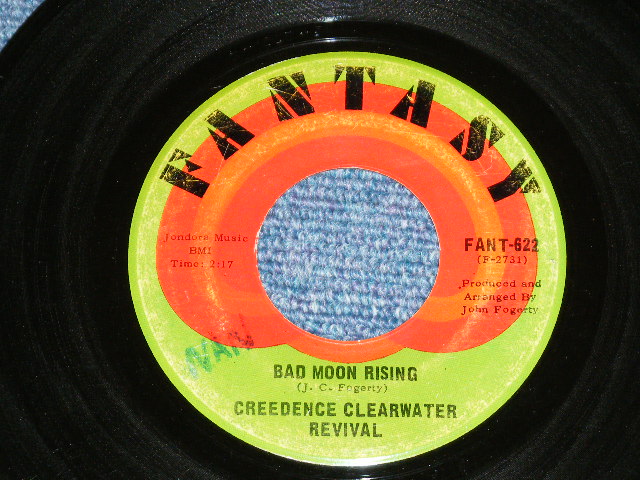 FANTASY
Jondora Music
BMI
Time: 2:17
FANT-622
(F-2731)
Produced and
Arranged By
John Fogerty
BAD MOON RISING
(J. C. Fogerty)
CREEDENCE CLEARWATER
REVIVAL